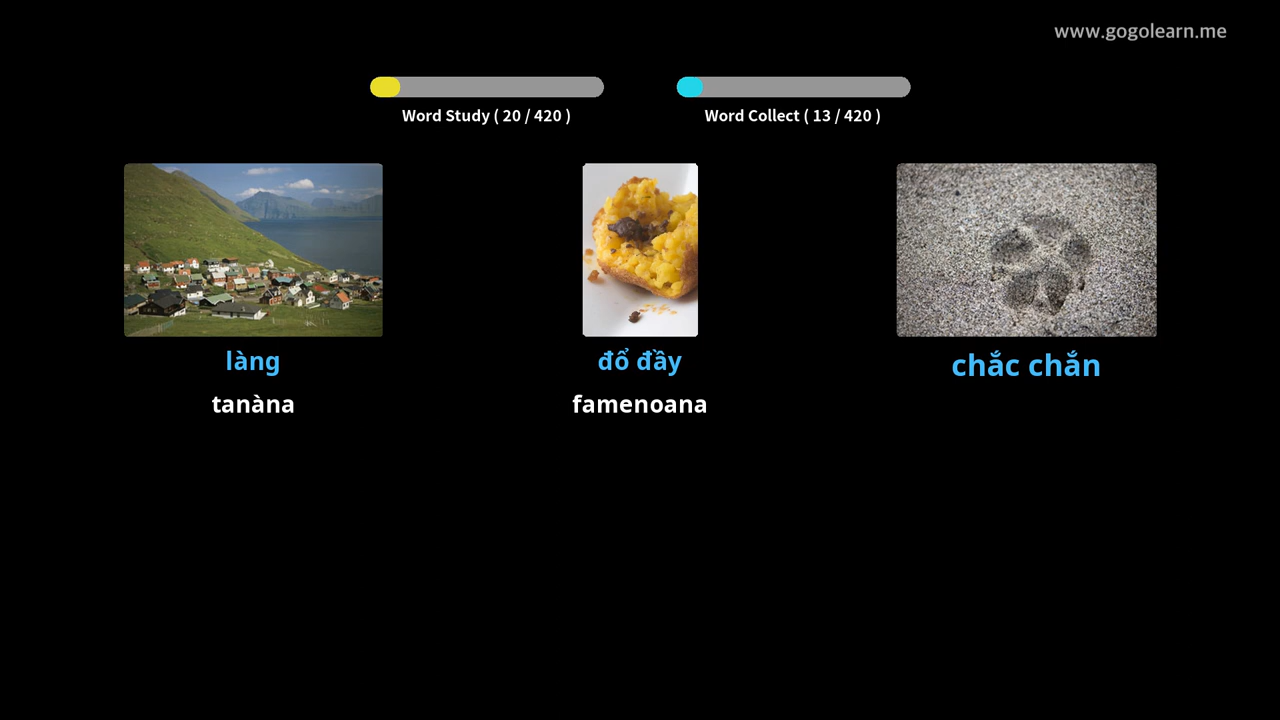 www.gogolearn.me
Word Study ( 20 / 420 )
Word Collect ( 13 / 420 )
làng
đổ đầy
chắc chắn
tanàna
famenoana